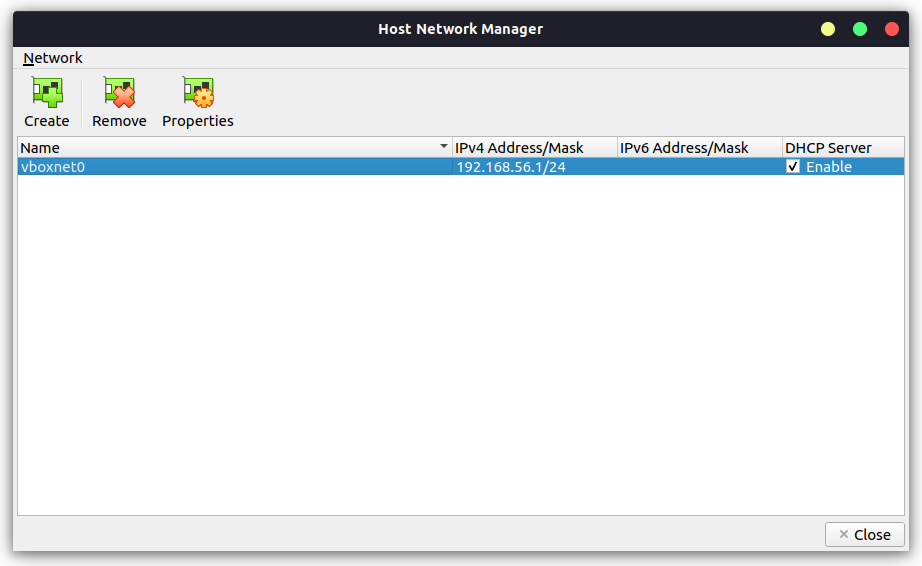 Host Network Manager
Network
Create Remove Properties
Name IPv4 Address/Mask IPv6 Address/Mask DHCP Server
vboxnet0 192.168.56.1/24 Enable
Close